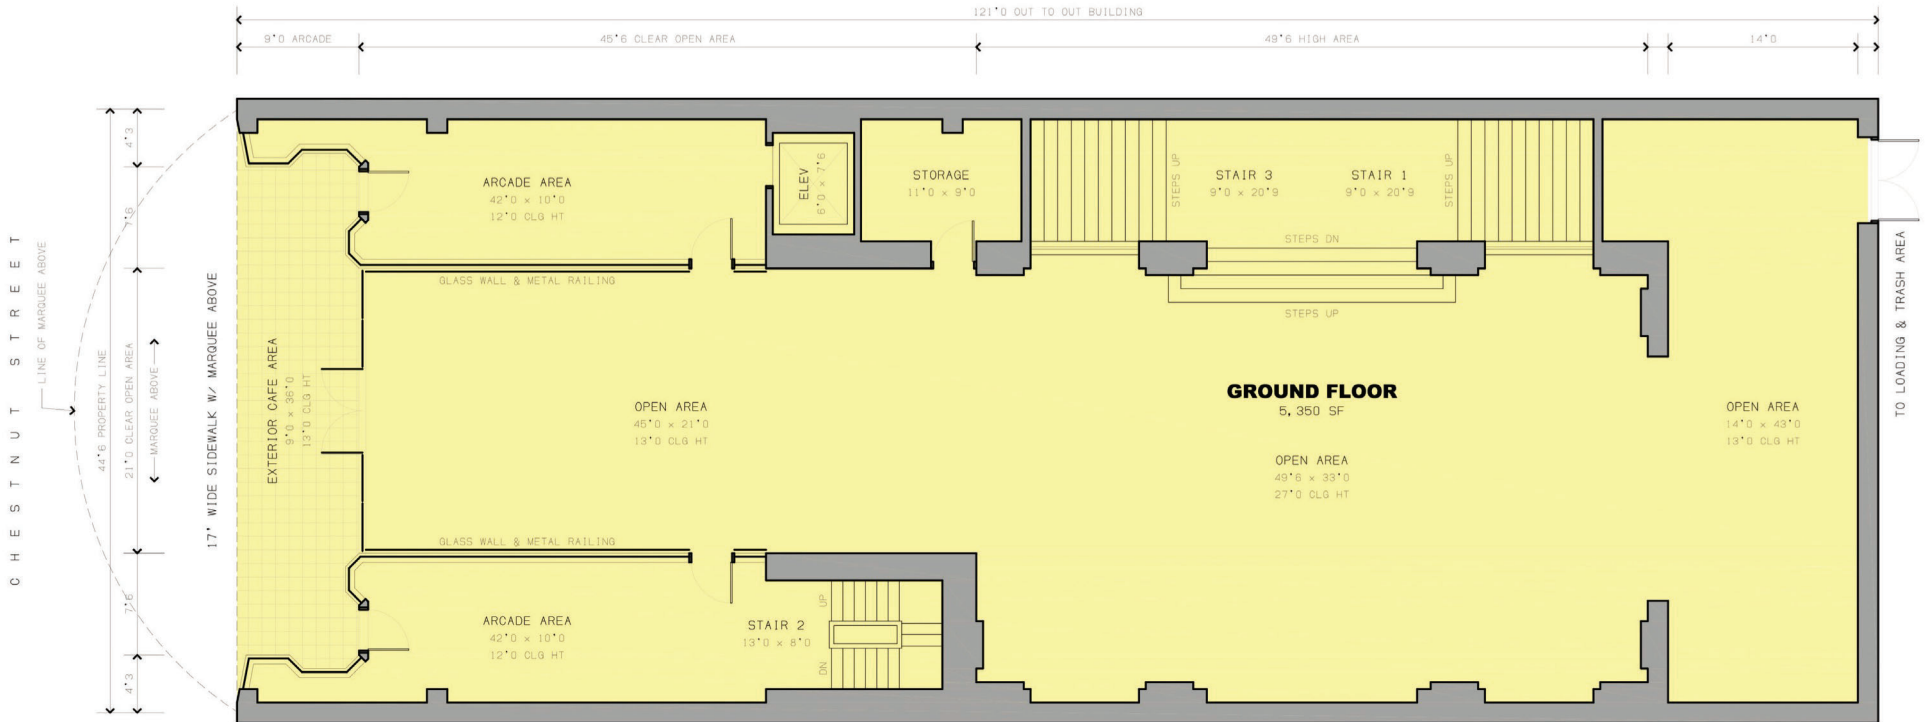 121'0 OUT TO OUT BUILDING
9'0 ARCADE
45'6 CLEAR OPEN AREA
49'6 HIGH AREA
14'0
CHESTNUT STREET
LINE OF MARQUEE ABOVE
44'6 PROPERTY LINE
4'3
7'6
21'0 CLEAR OPEN AREA
7'6
4'3
MARQUEE ABOVE
17' WIDE SIDEWALK W/ MARQUEE ABOVE
EXTERIOR CAFE AREA
9'0 x 36'0
13'0 CLG HT
ARCADE AREA
42'0 x 10'0
12'0 CLG HT
GLASS WALL & METAL RAILING
ELEV
6'0 x 7'6
STORAGE
11'0 x 9'0
STEPS UP
STAIR 3
9'0 x 20'9
STAIR 1
9'0 x 20'9
STEPS UP
STEPS DN
STEPS UP
OPEN AREA
45'0 x 21'0
13'0 CLG HT
GROUND FLOOR
5,350 SF
OPEN AREA
49'6 x 33'0
27'0 CLG HT
OPEN AREA
14'0 x 43'0
13'0 CLG HT
TO LOADING & TRASH AREA
GLASS WALL & METAL RAILING
ARCADE AREA
42'0 x 10'0
12'0 CLG HT
STAIR 2
13'0 x 8'0
UP
DN